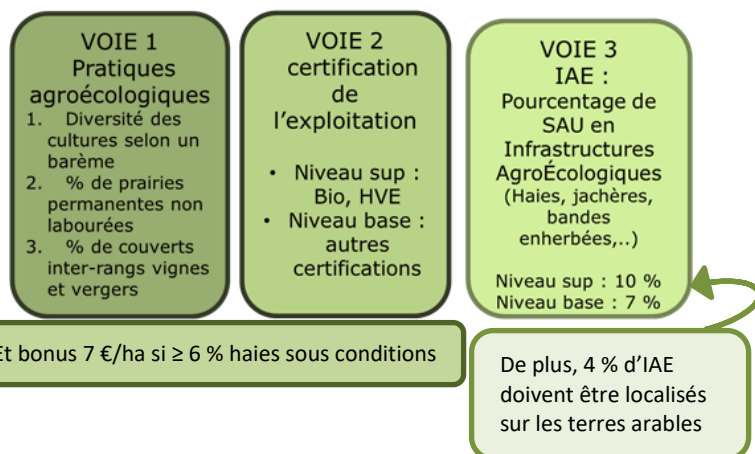 VOIE 1
Pratiques
agroécologiques
1. Diversité des
cultures selon un
barème
2. % de prairies
permanentes non
labourées
3. % de couverts
inter-rangs vignes
et vergers
VOIE 2
certification
de
l'exploitation
• Niveau sup :
Bio, HVE
• Niveau base :
autres
certifications
VOIE 3
IAE :
Pourcentage de
SAU en
Infrastructures
AgroÉcologiques
(Haies, jachères,
bandes
enherbées,..)
Niveau sup : 10 %
Niveau base : 7 %
Et bonus 7 €/ha si ≥ 6 % haies sous conditions
De plus, 4 % d'IAE
doivent être localisés
sur les terres arables